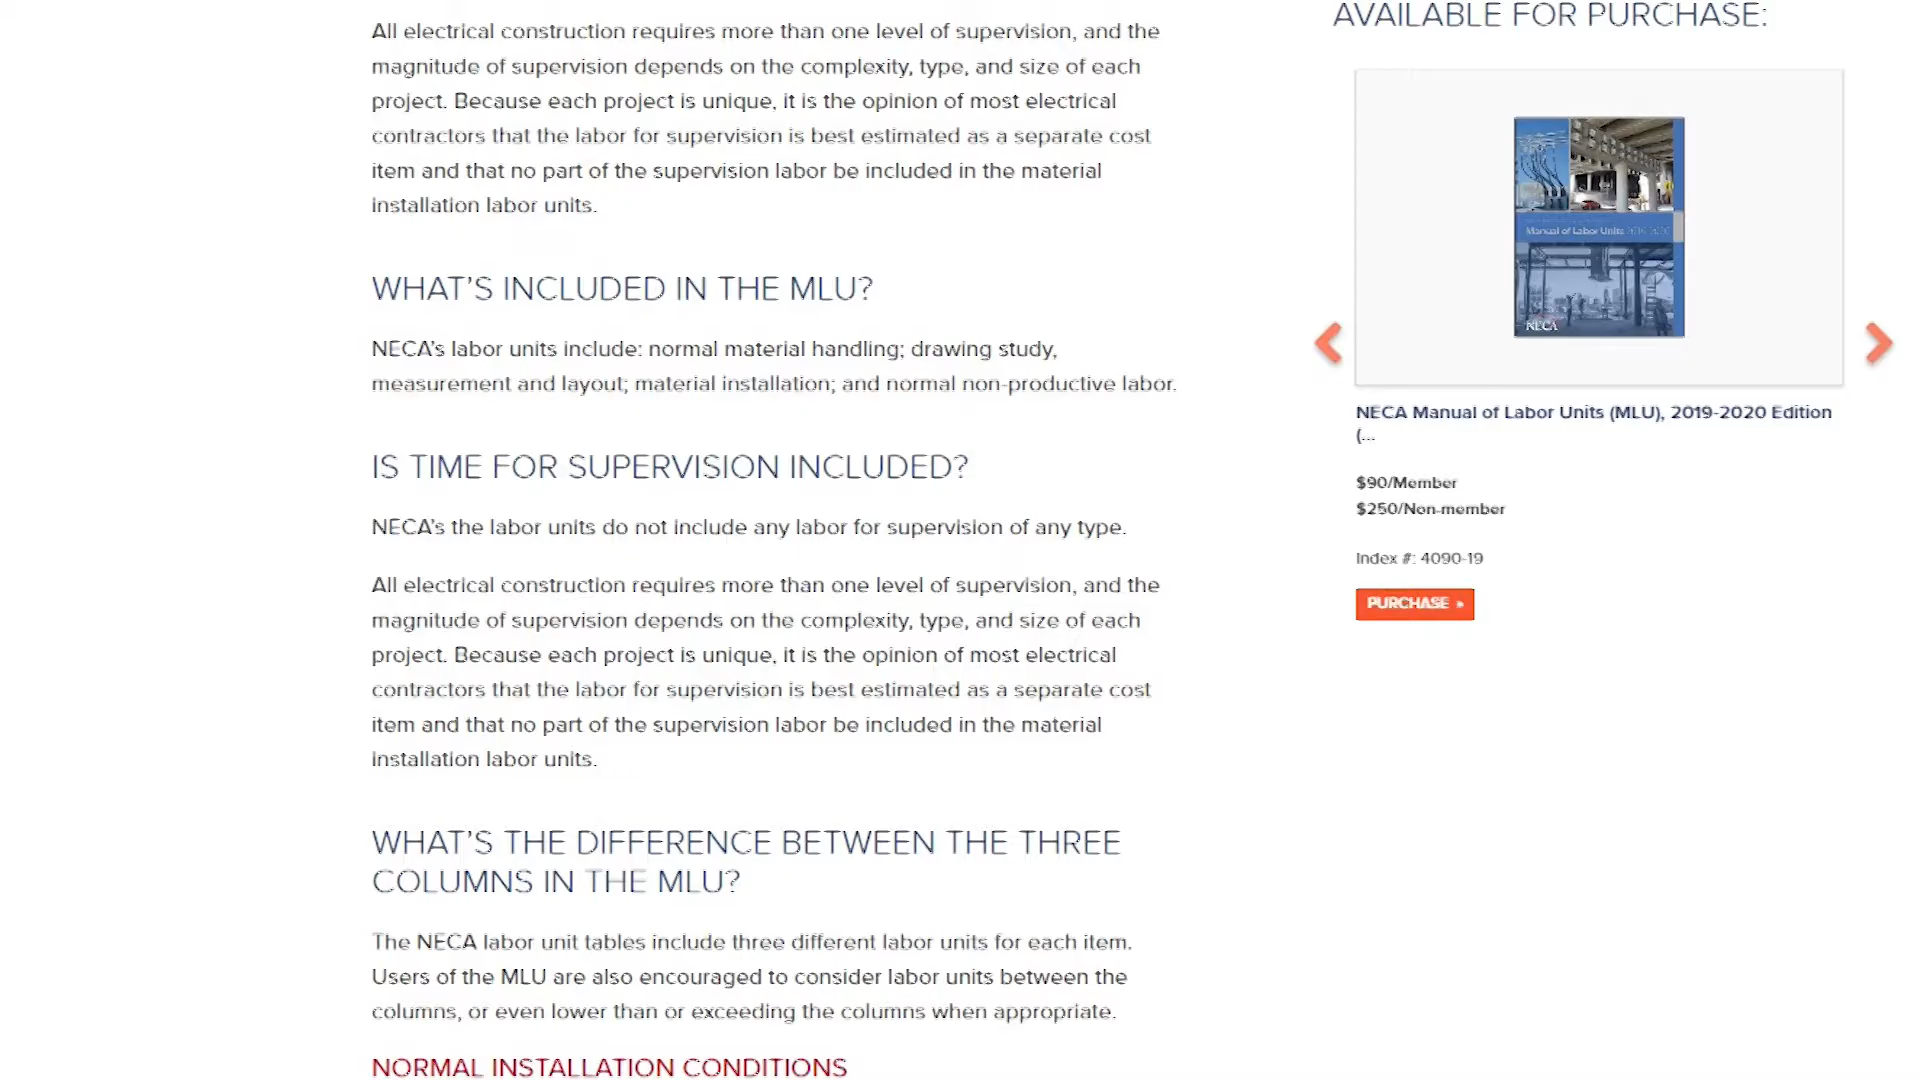 All electrical construction requires more than one level of supervision, and the
magnitude of supervision depends on the complexity, type, and size of each
project. Because each project is unique, it is the opinion of most electrical
contractors that the labor for supervision is best estimated as a separate cost
item and that no part of the supervision labor be included in the material
installation labor units.
WHAT'S INCLUDED IN THE MLU?
NECA's labor units include: normal material handling; drawing study,
measurement and layout; material installation; and normal non-productive labor.
IS TIME FOR SUPERVISION INCLUDED?
NECA's the labor units do not include any labor for supervision of any type.
All electrical construction requires more than one level of supervision, and the
magnitude of supervision depends on the complexity, type, and size of each
project. Because each project is unique, it is the opinion of most electrical
contractors that the labor for supervision is best estimated as a separate cost
item and that no part of the supervision labor be included in the material
installation labor units.
WHAT'S THE DIFFERENCE BETWEEN THE THREE
COLUMNS IN THE MLU?
The NECA labor unit tables include three different labor units for each item.
Users of the MLU are also encouraged to consider labor units between the
columns, or even lower than or exceeding the columns when appropriate.
NORMAL INSTALLATION CONDITIONS
AVAILABLE FOR PURCHASE:
Manual of Labor Units
NECA
NECA Manual of Labor Units (MLU), 2019-2020 Edition
(...
$90/Member
$250/Non-member
Index #: 4090-19
PURCHASE »